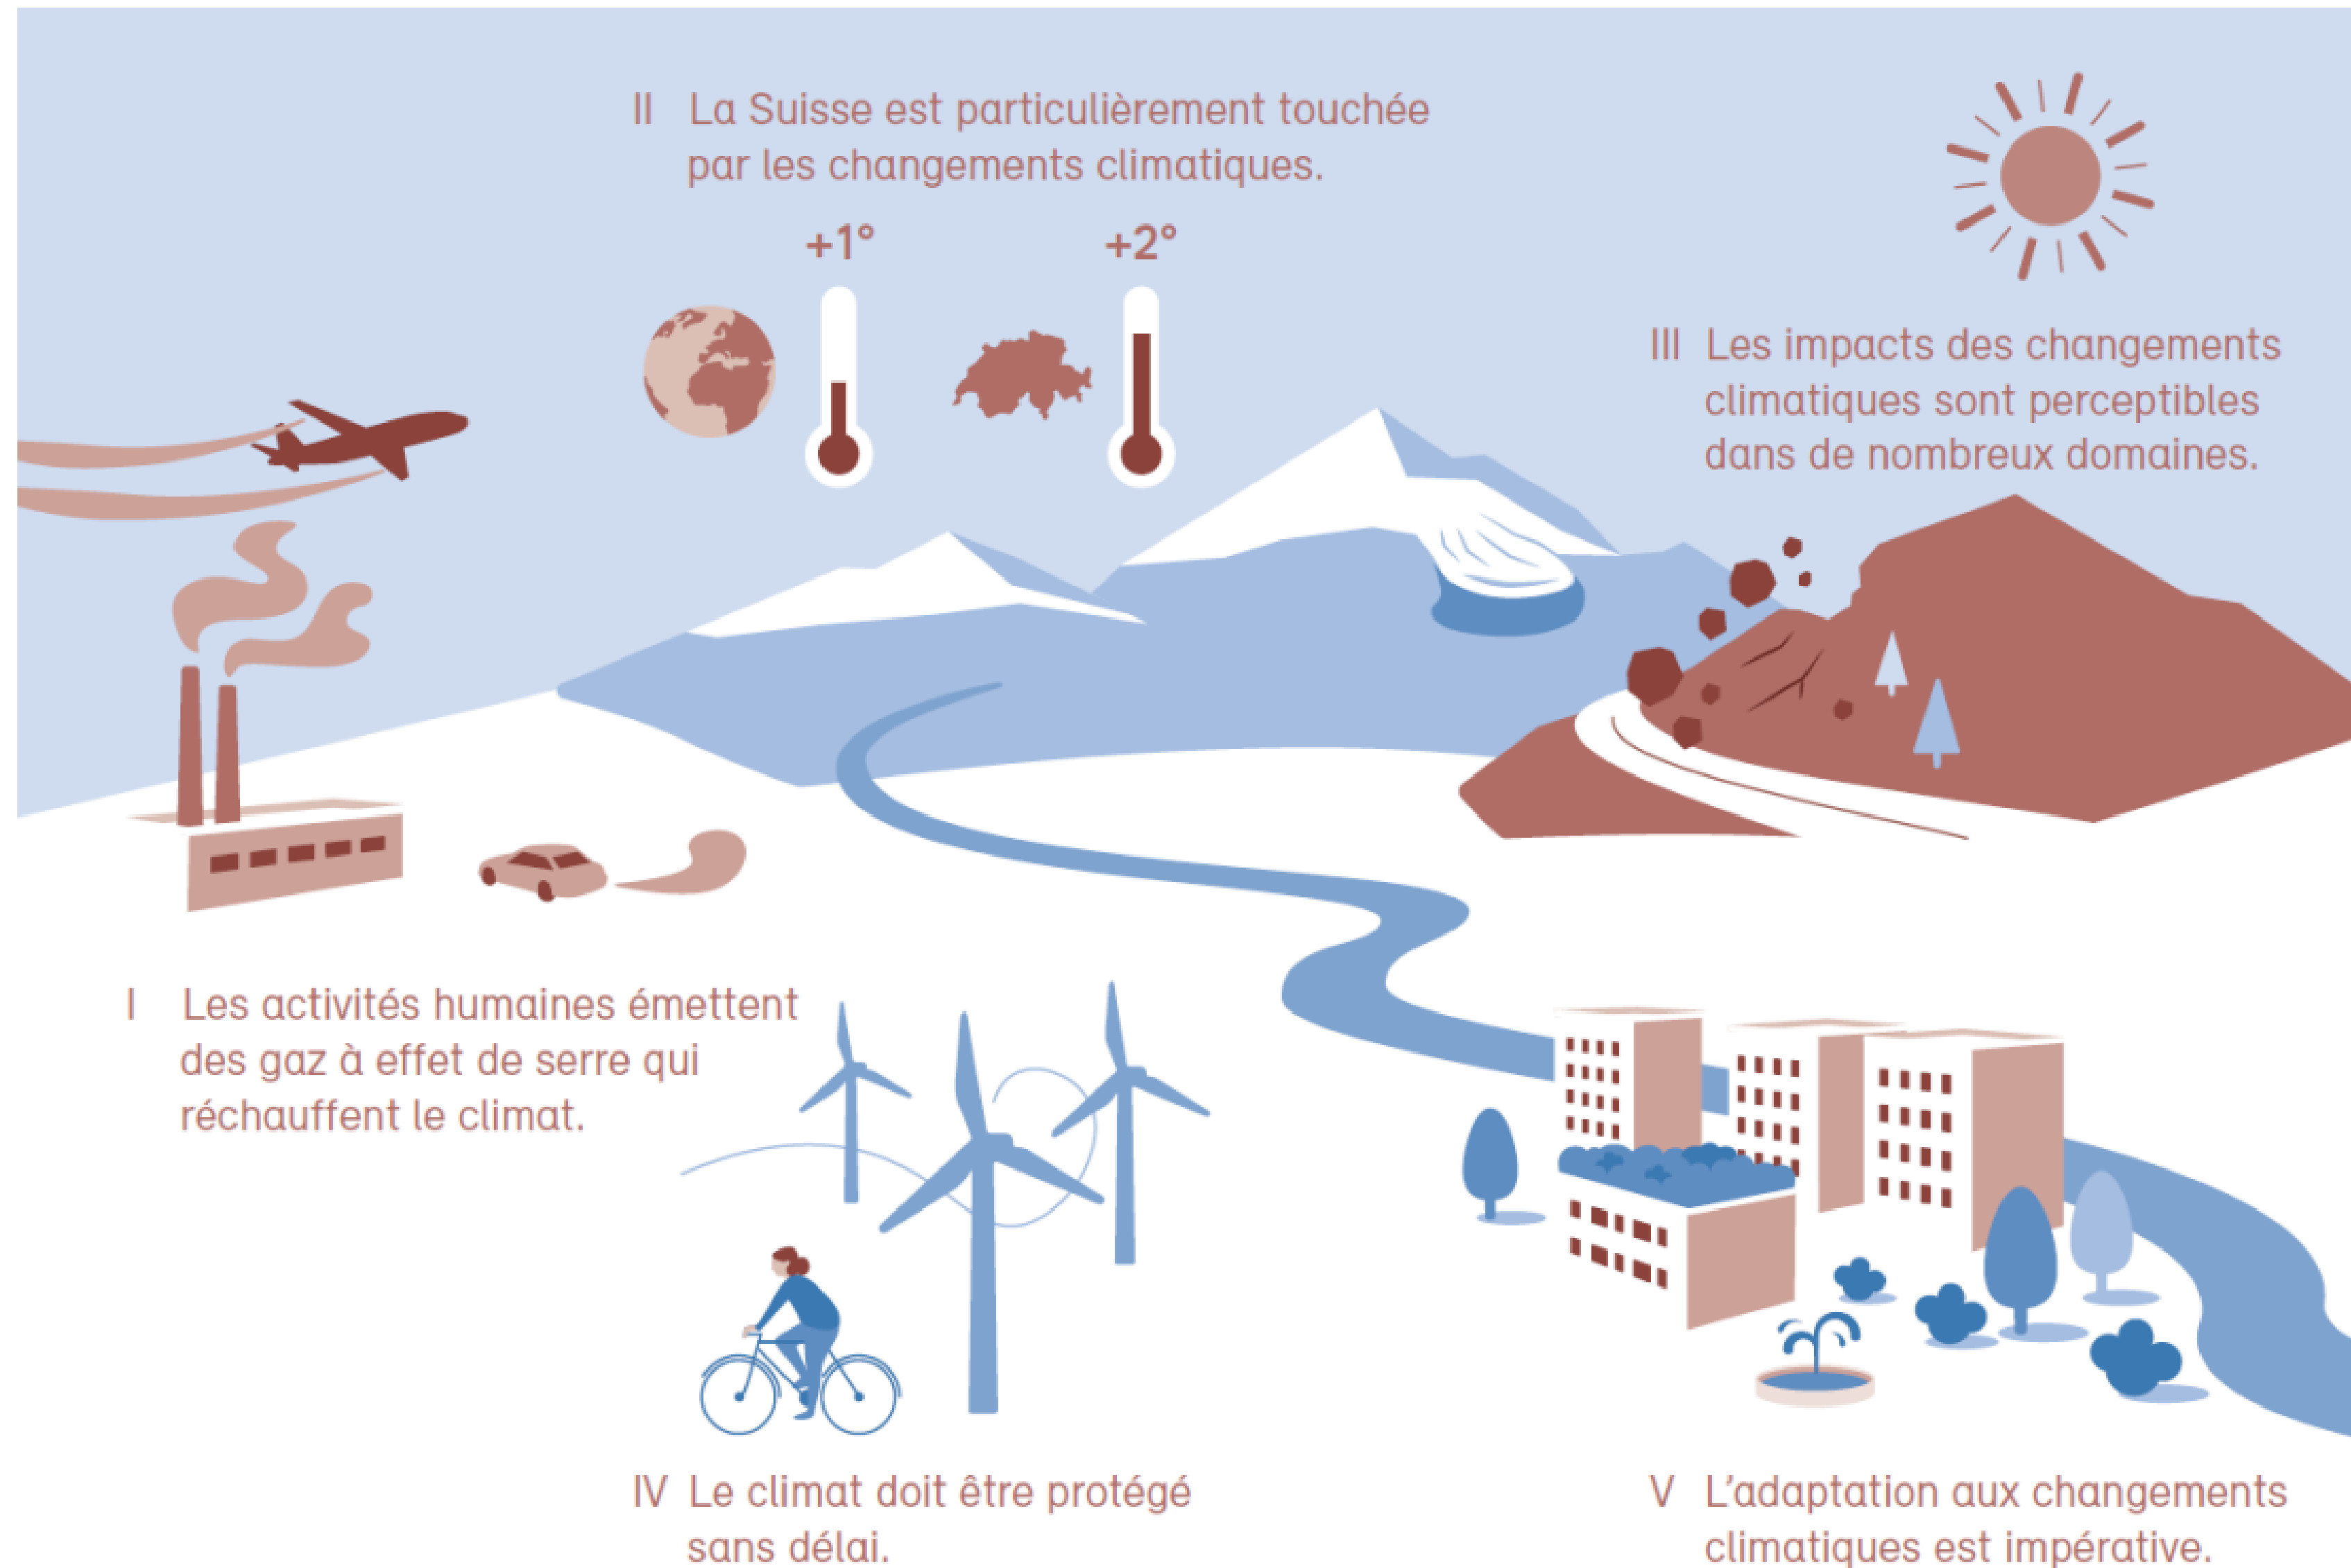 II La Suisse est particulièrement touchée
par les changements climatiques.
+1° +2°
III Les impacts des changements
climatiques sont perceptibles
dans de nombreux domaines.
I Les activités humaines émettent
des gaz à effet de serre qui
réchauffent le climat.
IV Le climat doit être protégé
sans délai.
V L’adaptation aux changements
climatiques est impérative.